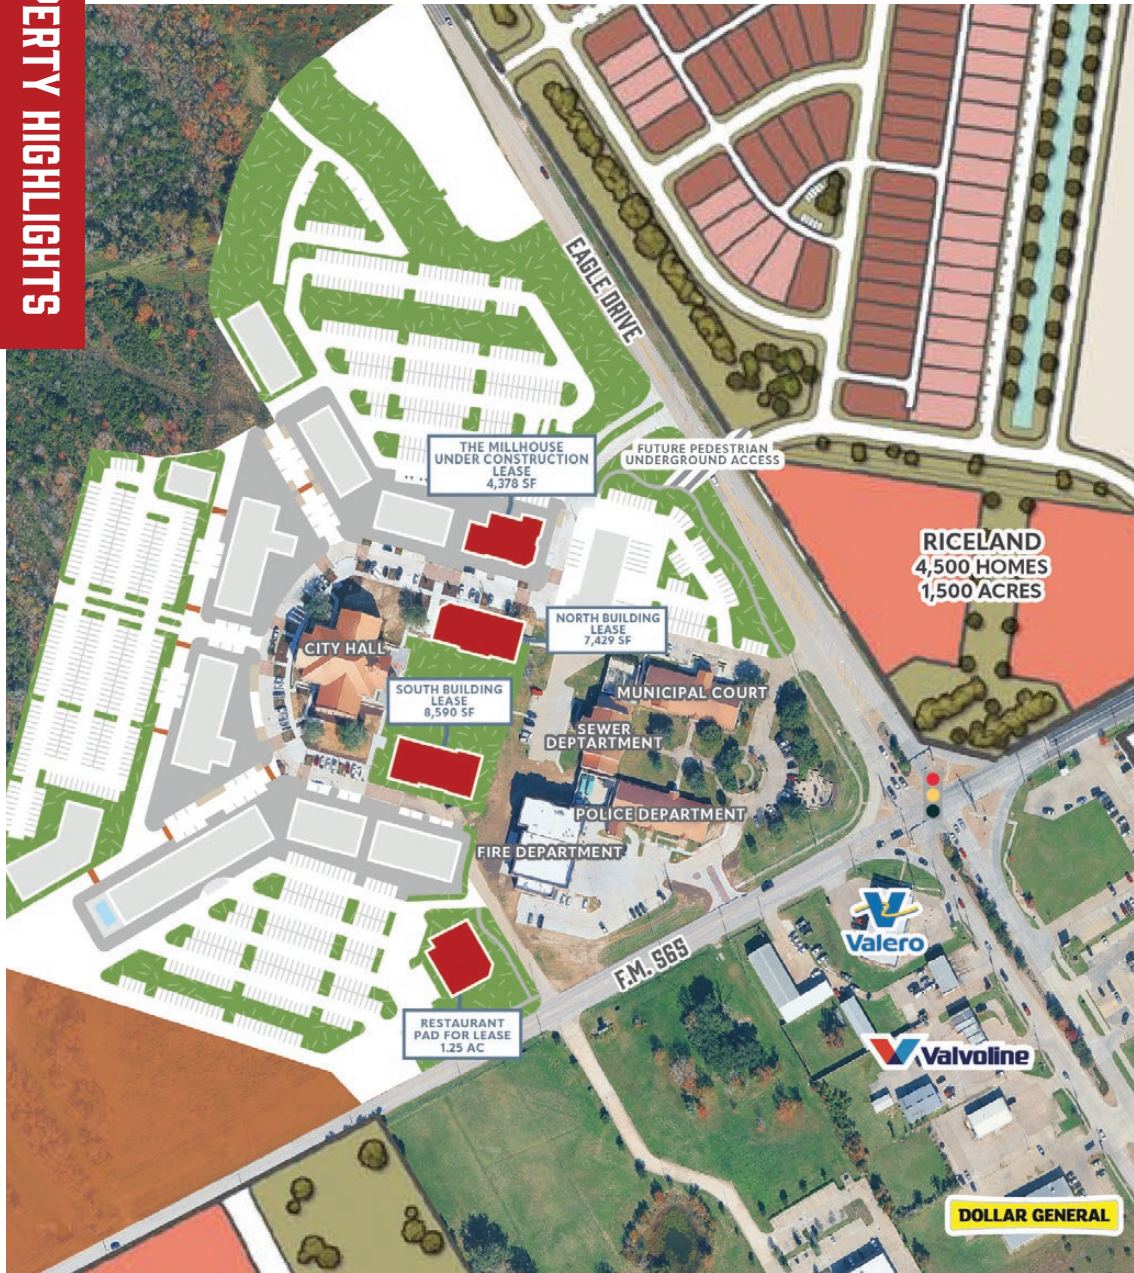 PERTY HIGHLIGHTS
EAGLE DRIVE
THE MILLHOUSE
UNDER CONSTRUCTION
LEASE
4,378 SF
FUTURE PEDESTRIAN
UNDERGROUND ACCESS
RICELAND
4,500 HOMES
1,500 ACRES
NORTH BUILDING
LEASE
7,429 SF
CITY HALL
SOUTH BUILDING
LEASE
8,590 SF
MUNICIPAL COURT
SEWER
DEPTARTMENT
POLICE DEPARTMENT
FIRE DEPARTMENT
Valero
F.M. 565
RESTAURANT
PAD FOR LEASE
1.25 AC
Valvoline
DOLLAR GENERAL